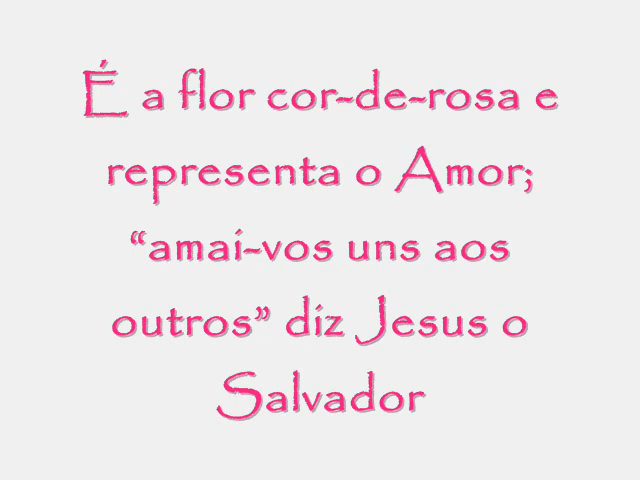 É a flor cor-de-rosa e
representa o Amor;
“amai-vos uns aos
outros” diz Jesus o
Salvador